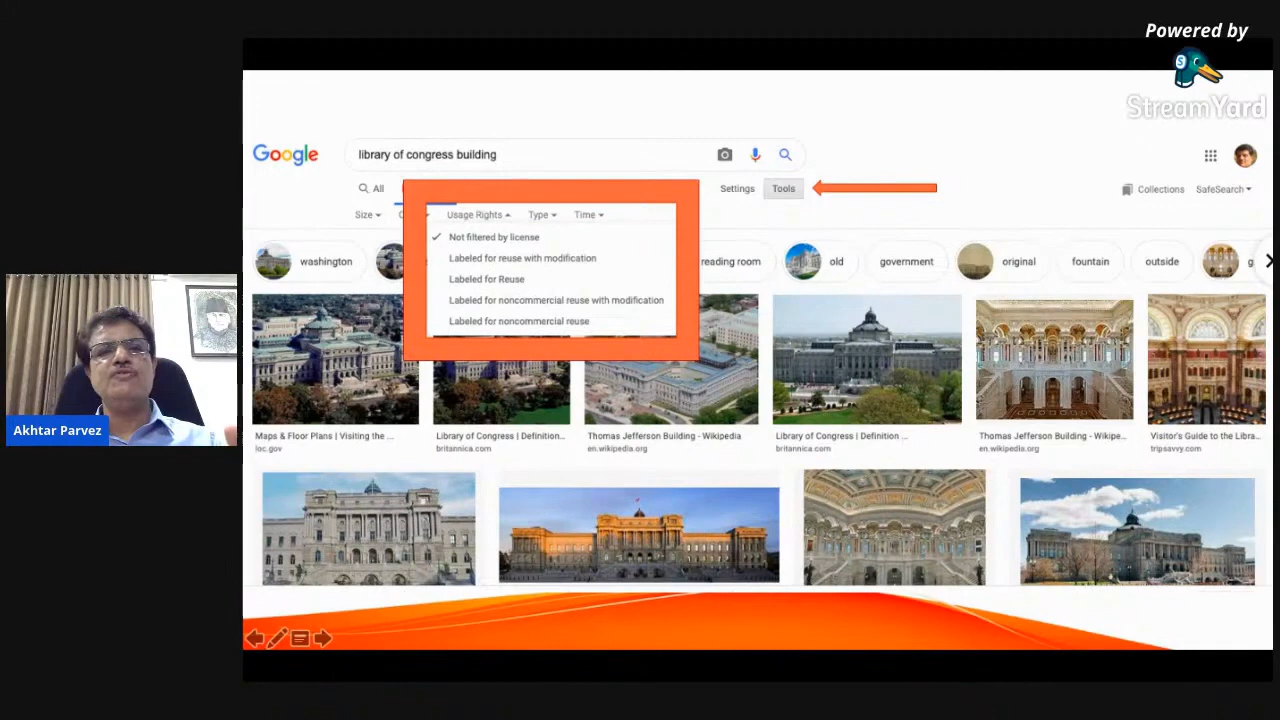 Powered by
StreamYard
Google
library of congress building
All
Settings
Tools
Collections
SafeSearch
Size
Usage Rights
Type
Time
Not filtered by license
Labeled for reuse with modification
Labeled for Reuse
Labeled for noncommercial reuse with modification
Labeled for noncommercial reuse
washington
reading room
old
government
original
fountain
outside
g
Maps & Floor Plans | Visiting the ...
loc.gov
Library of Congress | Definition...
britannica.com
Thomas Jefferson Building - Wikipedia
en.wikipedia.org
Library of Congress | Definition ...
britannica.com
Thomas Jefferson Building - Wikipe...
en.wikipedia.org
Visitor's Guide to the Libra...
tripsavvy.com
Akhtar Parvez